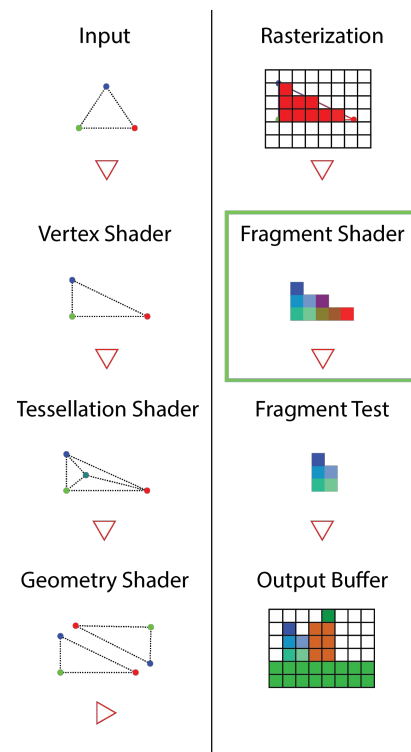 Input
Vertex Shader
Tessellation Shader
Geometry Shader
Rasterization
Fragment Shader
Fragment Test
Output Buffer